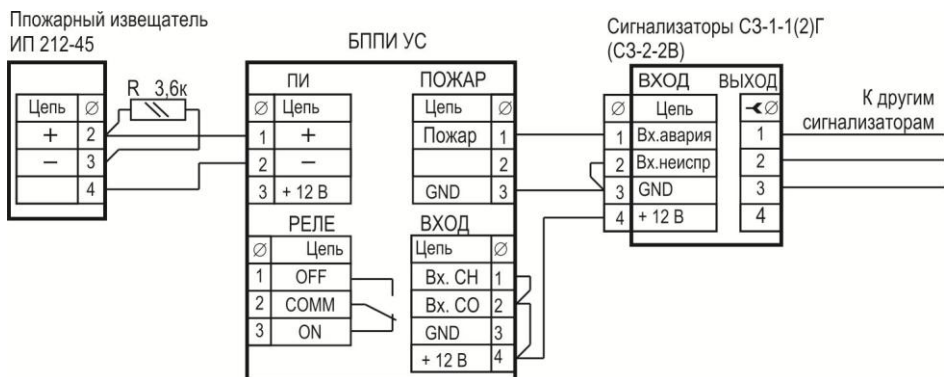 Ппожарный извещатель
ИП 212-45
Цепь Ø
+ 2
− 3
4
R 3,6к
БППИ УС
ПИ
Ø Цепь
1 +
2 −
3 + 12 В
РЕЛЕ
Ø Цепь
1 OFF
2 COMM
3 ON
ПОЖАР
Цепь Ø
Пожар 1
2
GND 3
ВХОД
Цепь Ø
Вх. СН 1
Вх. СО 2
GND 3
+ 12 В 4
Сигнализаторы СЗ-1-1(2)Г
(СЗ-2-2В)
ВХОД
Ø Цепь
1 Вх.авария
2 Вх.неиспр
3 GND
4 + 12 В
ВЫХОД
Ø
1
2
3
4
К другим
сигнализаторам